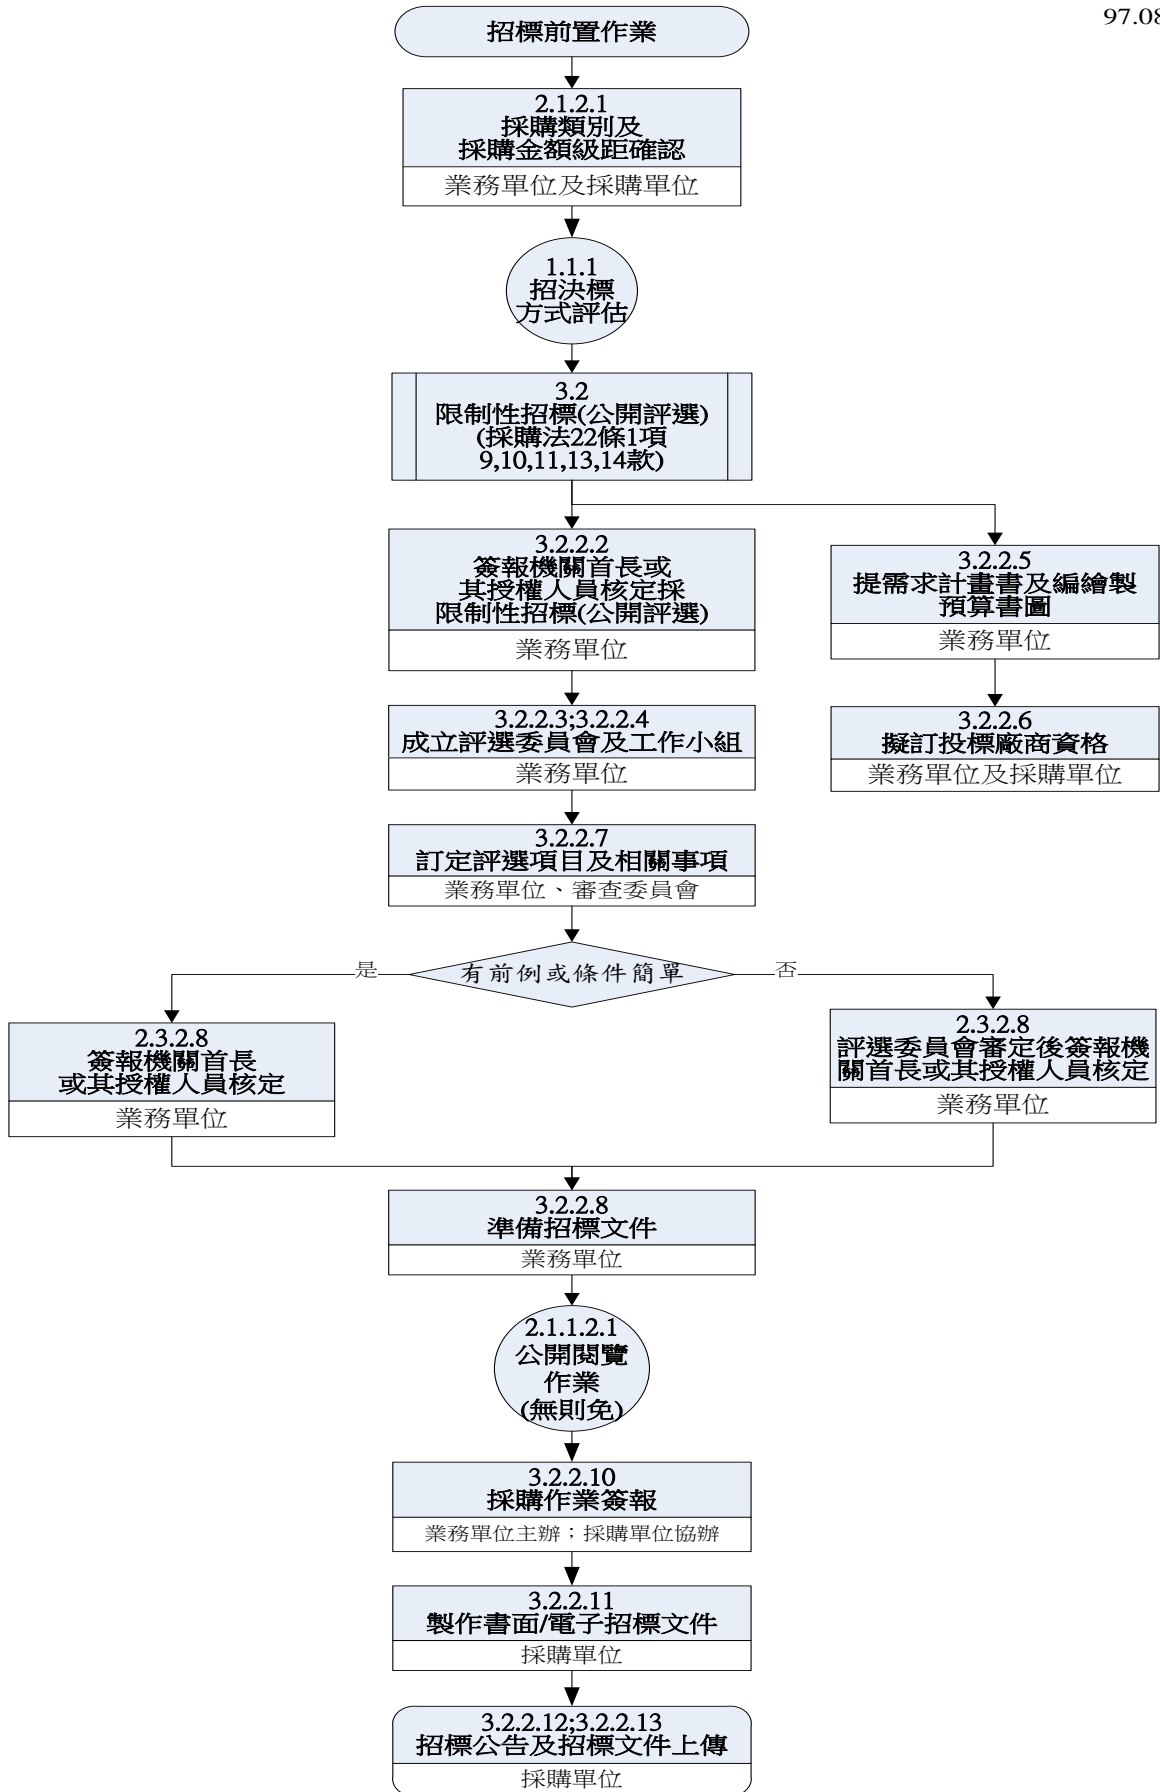 97.08
招標前置作業
2.1.2.1
採購類別及
採購金額級距確認
業務單位及採購單位
1.1.1
招決標
方式評估
3.2
限制性招標(公開評選)
(採購法22條1項
9,10,11,13,14款)
3.2.2.2
簽報機關首長或
其授權人員核定採
限制性招標(公開評選)
業務單位
3.2.2.5
提需求計畫書及編繪製
預算書圖
業務單位
3.2.2.3;3.2.2.4
成立評選委員會及工作小組
業務單位
3.2.2.6
擬訂投標廠商資格
業務單位及採購單位
3.2.2.7
訂定評選項目及相關事項
業務單位、審查委員會
有前例或條件簡單
是
否
2.3.2.8
簽報機關首長
或其授權人員核定
業務單位
2.3.2.8
評選委員會審定後簽報機
關首長或其授權人員核定
業務單位
3.2.2.8
準備招標文件
業務單位
2.1.1.2.1
公開閱覽
作業
(無則免)
3.2.2.10
採購作業簽報
業務單位主辦；採購單位協辦
3.2.2.11
製作書面/電子招標文件
採購單位
3.2.2.12;3.2.2.13
招標公告及招標文件上傳
採購單位